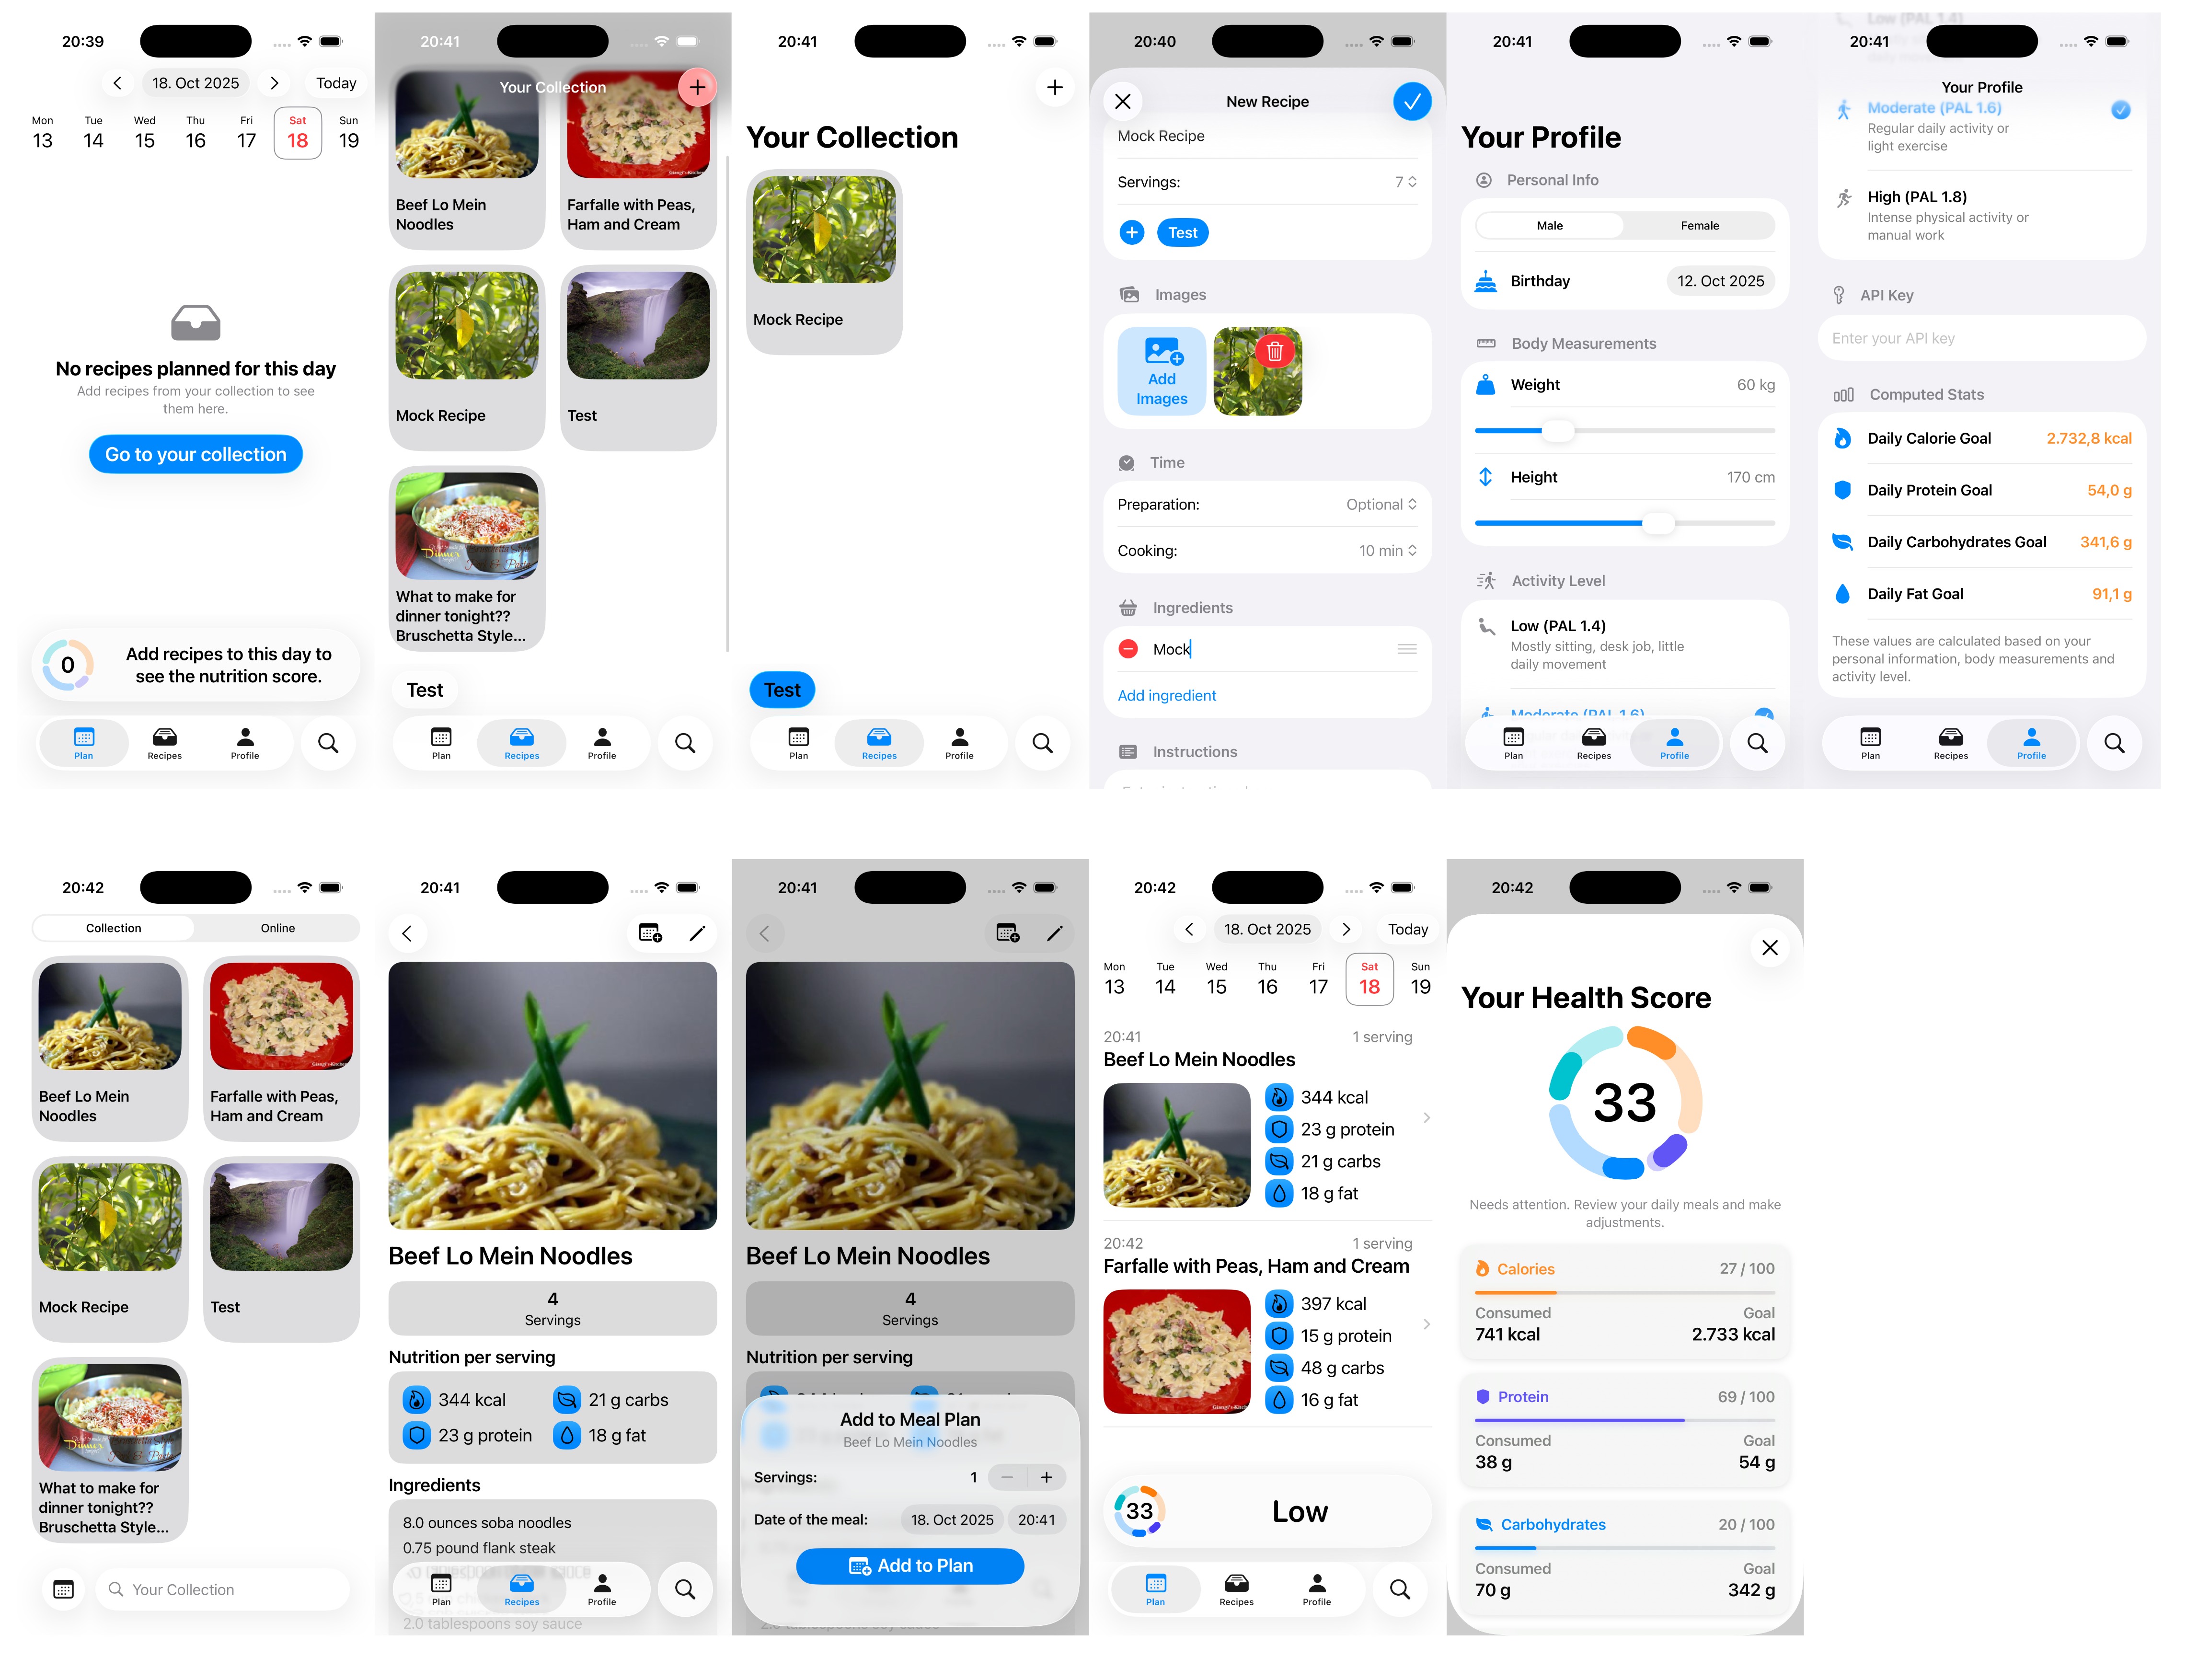 20:39
18. Oct 2025
Today
Mon Tue Wed Thu Fri Sat Sun
13 14 15 16 17 18 19
No recipes planned for this day
Add recipes from your collection to see
them here.
Go to your collection
0
Add recipes to this day to
see the nutrition score.
Plan Recipes Profile
20:41
Your Collection
Beef Lo Mein
Noodles
Farfalle with Peas,
Ham and Cream
Mock Recipe
Test
What to make for
dinner tonight??
Bruschetta Style...
Test
Plan Recipes Profile
20:41
Your Collection
Mock Recipe
Test
Plan Recipes Profile
20:40
New Recipe
Mock Recipe
Servings: 7
Test
Images
Add
Images
Time
Preparation: Optional
Cooking: 10 min
Ingredients
Mock
Add ingredient
Instructions
20:41
Your Profile
Personal Info
Male Female
Birthday 12. Oct 2025
Body Measurements
Weight 60 kg
Height 170 cm
Activity Level
Low (PAL 1.4)
Mostly sitting, desk job, little
daily movement
Moderate (PAL 1.6)
Plan Recipes Profile
Low (PAL 1.4)
20:41
Your Profile
Moderate (PAL 1.6)
Regular daily activity or
light exercise
High (PAL 1.8)
Intense physical activity or
manual work
API Key
Enter your API key
Computed Stats
Daily Calorie Goal 2.732,8 kcal
Daily Protein Goal 54,0 g
Daily Carbohydrates Goal 341,6 g
Daily Fat Goal 91,1 g
These values are calculated based on your
personal information, body measurements and
activity level.
Plan Recipes Profile
20:42
Collection Online
Beef Lo Mein
Noodles
Farfalle with Peas,
Ham and Cream
Mock Recipe
Test
What to make for
dinner tonight??
Bruschetta Style...
Your Collection
20:41
Beef Lo Mein Noodles
4
Servings
Nutrition per serving
344 kcal 21 g carbs
23 g protein 18 g fat
Ingredients
8.0 ounces soba noodles
0.75 pound flank steak
Plan Recipes Profile
2.0 tablespoons soy sauce
20:41
Beef Lo Mein Noodles
4
Servings
Nutrition per serving
Add to Meal Plan
Beef Lo Mein Noodles
Servings: 1
Date of the meal: 18. Oct 2025 20:41
Add to Plan
20:42
18. Oct 2025
Today
Mon Tue Wed Thu Fri Sat Sun
13 14 15 16 17 18 19
20:41 1 serving
Beef Lo Mein Noodles
344 kcal
23 g protein
21 g carbs
18 g fat
20:42 1 serving
Farfalle with Peas, Ham and Cream
397 kcal
15 g protein
48 g carbs
16 g fat
33
Low
Plan Recipes Profile
20:42
Your Health Score
33
Needs attention. Review your daily meals and make
adjustments.
Calories 27 / 100
Consumed Goal
741 kcal 2.733 kcal
Protein 69 / 100
Consumed Goal
38 g 54 g
Carbohydrates 20 / 100
Consumed Goal
70 g 342 g